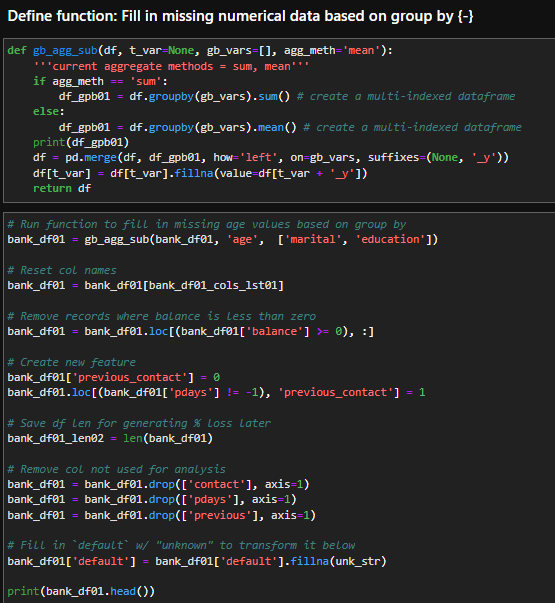 Define function: Fill in missing numerical data based on group by {-}
def gb_agg_sub(df, t_var=None, gb_vars=[], agg_meth='mean'):
    '''current aggregate methods = sum, mean'''
    if agg_meth == 'sum':
        df_gpb01 = df.groupby(gb_vars).sum() # create a multi-indexed dataframe
    else:
        df_gpb01 = df.groupby(gb_vars).mean() # create a multi-indexed dataframe
    print(df_gpb01)
    df = pd.merge(df, df_gpb01, how='left', on=gb_vars, suffixes=(None, '_y'))
    df[t_var] = df[t_var].fillna(value=df[t_var + '_y'])
    return df
# Run function to fill in missing age values based on group by
bank_df01 = gb_agg_sub(bank_df01, 'age',  ['marital', 'education'])
# Reset col names
bank_df01 = bank_df01[bank_df01_cols_lst01]
# Remove records where balance is less than zero
bank_df01 = bank_df01.loc[(bank_df01['balance'] >= 0), :]
# Create new feature
bank_df01['previous_contact'] = 0
bank_df01.loc[(bank_df01['pdays'] != -1), 'previous_contact'] = 1
# Save df len for generating % loss later
bank_df01_len02 = len(bank_df01)
# Remove col not used for analysis
bank_df01 = bank_df01.drop(['contact'], axis=1)
bank_df01 = bank_df01.drop(['pdays'], axis=1)
bank_df01 = bank_df01.drop(['previous'], axis=1)
# Fill in `default` w/ "unknown" to transform it below
bank_df01['default'] = bank_df01['default'].fillna(unk_str)
print(bank_df01.head())